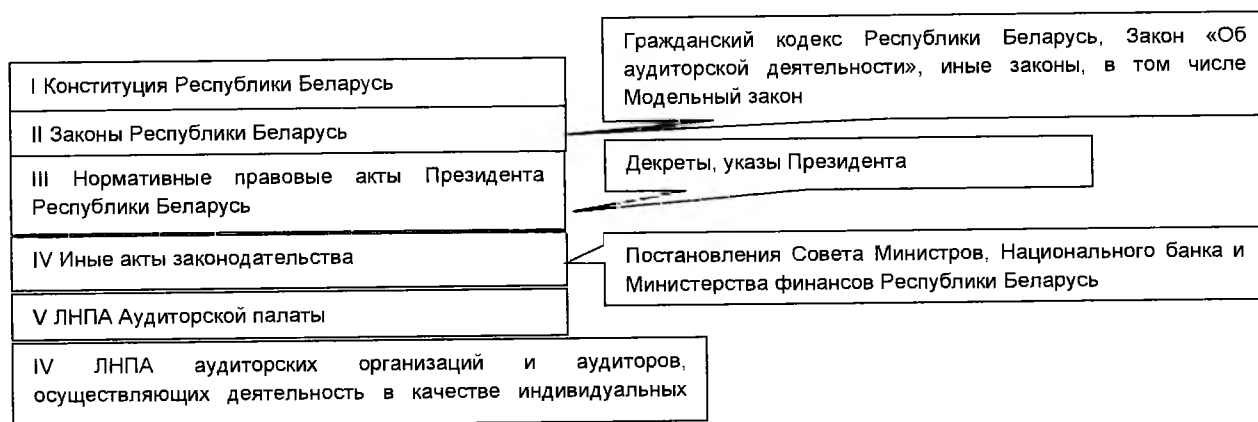 I Конституция Республики Беларусь
II Законы Республики Беларусь
III Нормативные правовые акты Президента
Республики Беларусь
IV Иные акты законодательства
V ЛНПА Аудиторской палаты
IV ЛНПА аудиторских организаций и аудиторов,
осуществляющих деятельность в качестве индивидуальных
Гражданский кодекс Республики Беларусь, Закон «Об
аудиторской деятельности», иные законы, в том числе
Модельный закон
Декреты, указы Президента
Постановления Совета Министров, Национального банка и
Министерства финансов Республики Беларусь